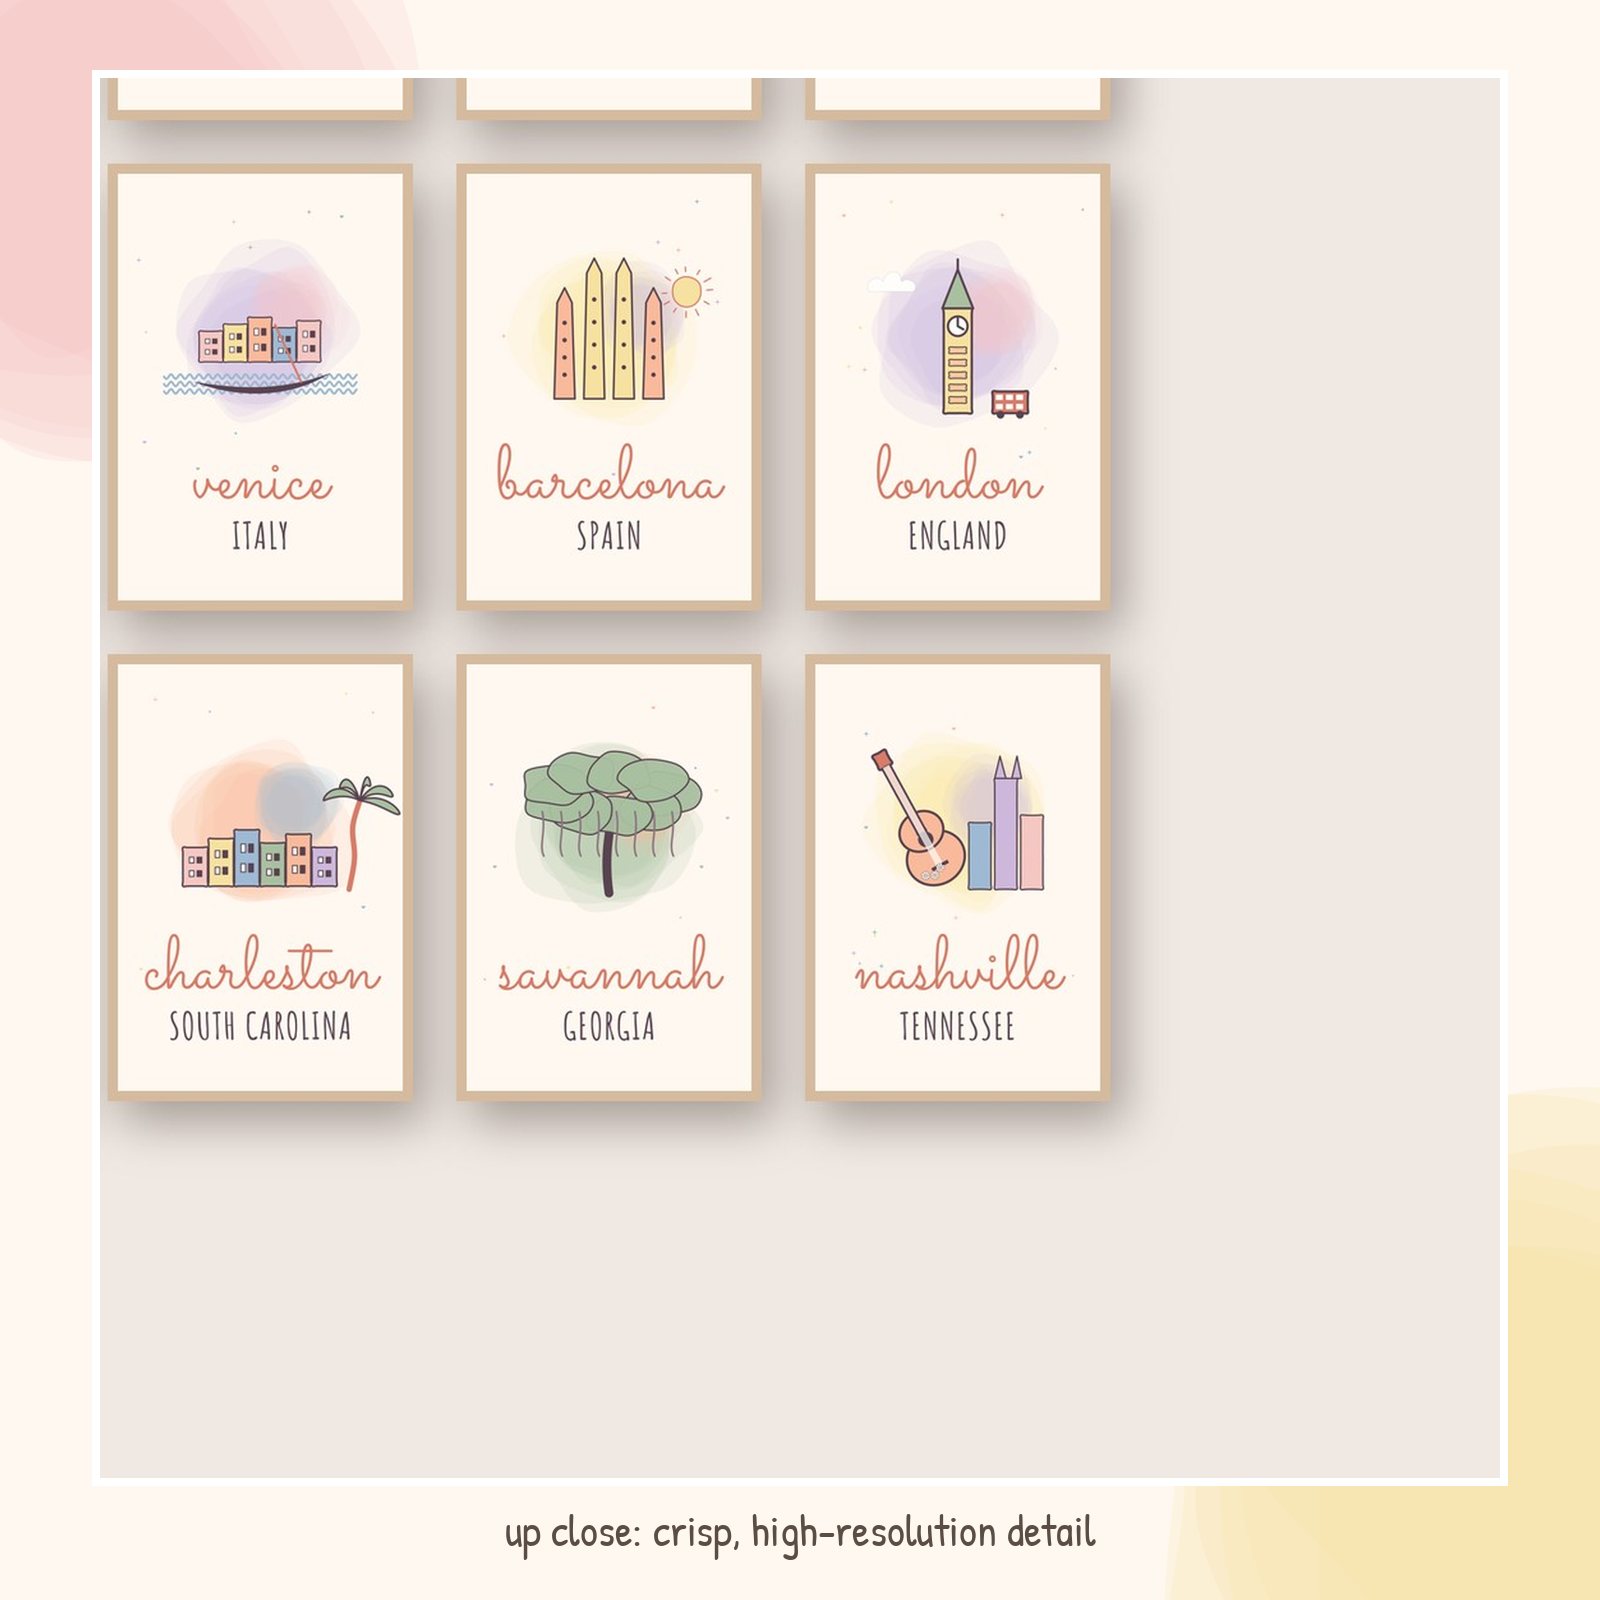 venice
ITALY
barcelona
SPAIN
london
ENGLAND
charleston
SOUTH CAROLINA
savannah
GEORGIA
nashville
TENNESSEE
up close: crisp, high-resolution detail